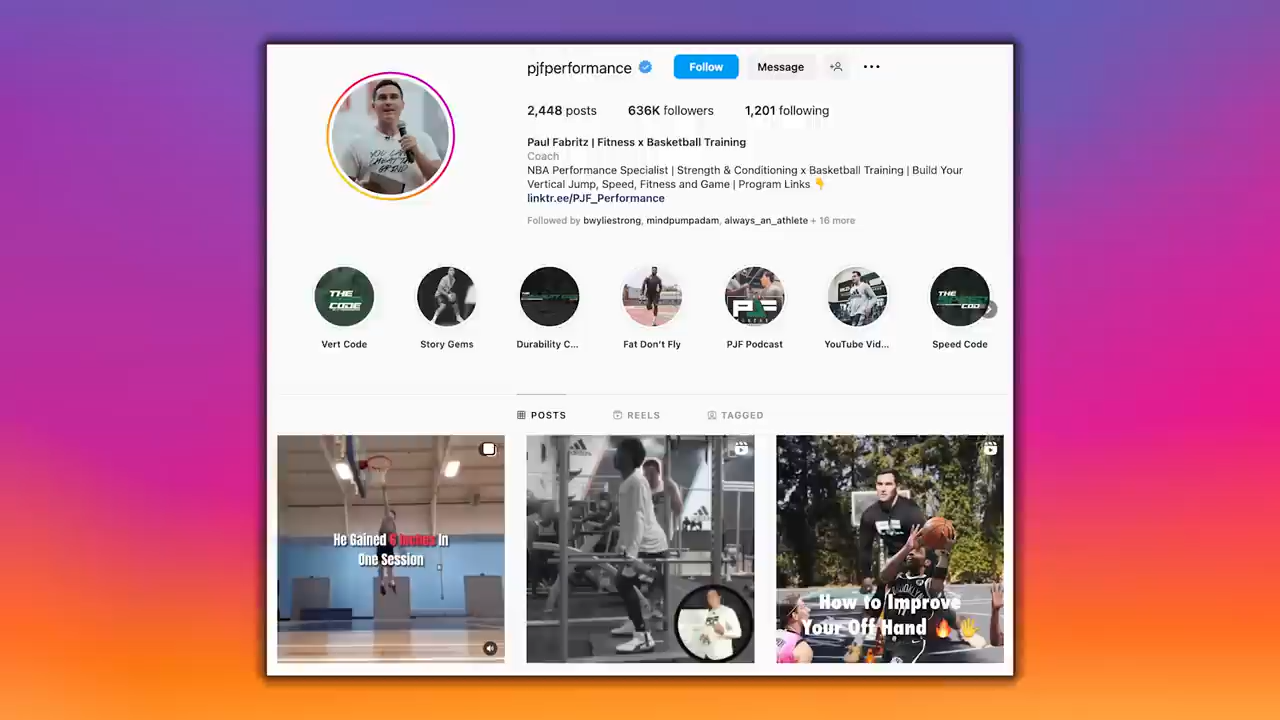 pjfperformance
Follow
Message
2,448 posts
636K followers
1,201 following
Paul Fabritz | Fitness x Basketball Training
Coach
NBA Performance Specialist | Strength & Conditioning x Basketball Training | Build Your
Vertical Jump, Speed, Fitness and Game | Program Links 👇
linktr.ee/PJF_Performance
Followed by bwyliestrong, mindpumpadam, always_an_athlete + 16 more
THE
CODE
THE
PJF
Vert Code
Story Gems
Durability C...
Fat Don't Fly
PJF Podcast
YouTube Vid...
Speed Code
POSTS
REELS
TAGGED
He Gained 6 Inches In
One Session
BROOKLYN
How to Improve
Your Off Hand 🔥👋